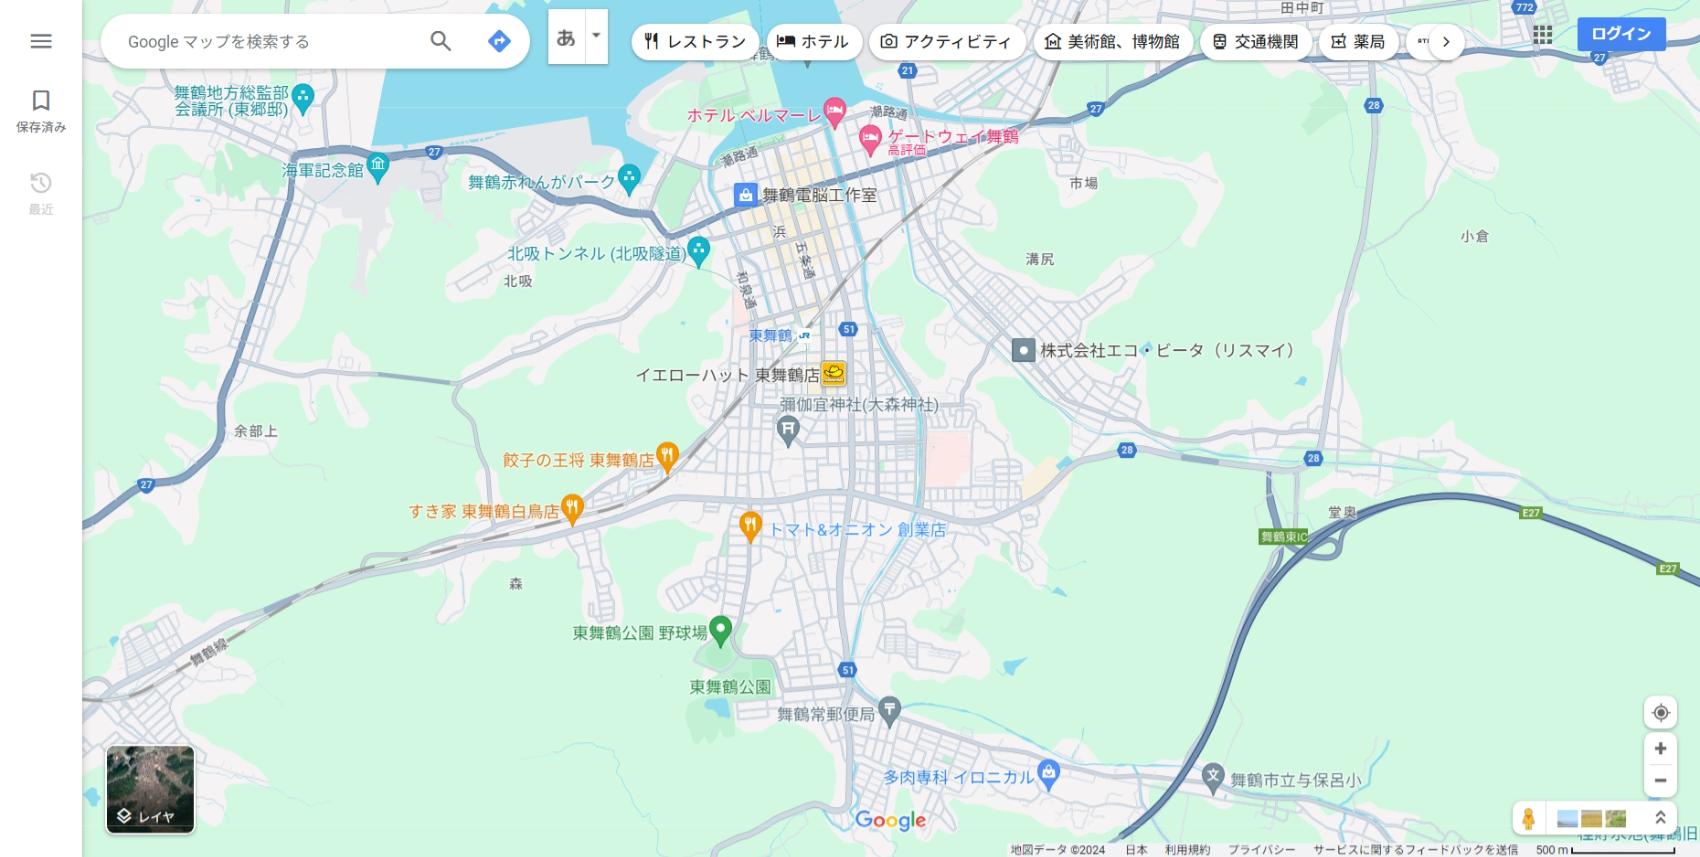 Google マップを検索する
あ
レストラン
ホテル
アクティビティ
美術館、博物館
交通機関
薬局
ログイン
保存済み
最近
田中町
772
27
21
28
27
舞鶴地方総監部
会議所 (東郷邸)
ホテル ベルマーレ
潮路通
ゲートウェイ舞鶴
高評価
27
海軍記念館
潮路通
舞鶴赤れんがパーク
舞鶴電脳工作室
市場
浜
五条通
小倉
北吸トンネル (北吸隧道)
溝尻
北吸
和泉通
東舞鶴
51
株式会社エコ・ビータ（リスマイ）
イエローハット 東舞鶴店
彌伽宜神社(大森神社)
余部上
餃子の王将 東舞鶴店
28
28
27
すき家 東舞鶴白鳥店
トマト&オニオン 創業店
堂奥
E27
舞鶴東IC
E27
森
東舞鶴公園 野球場
舞鶴線
51
東舞鶴公園
舞鶴常郵便局
多肉専科 イロニカル
舞鶴市立与保呂小
レイヤ
Google
地図データ ©2024 日本 利用規約 プライバシー サービスに関するフィードバックを送信 500 m